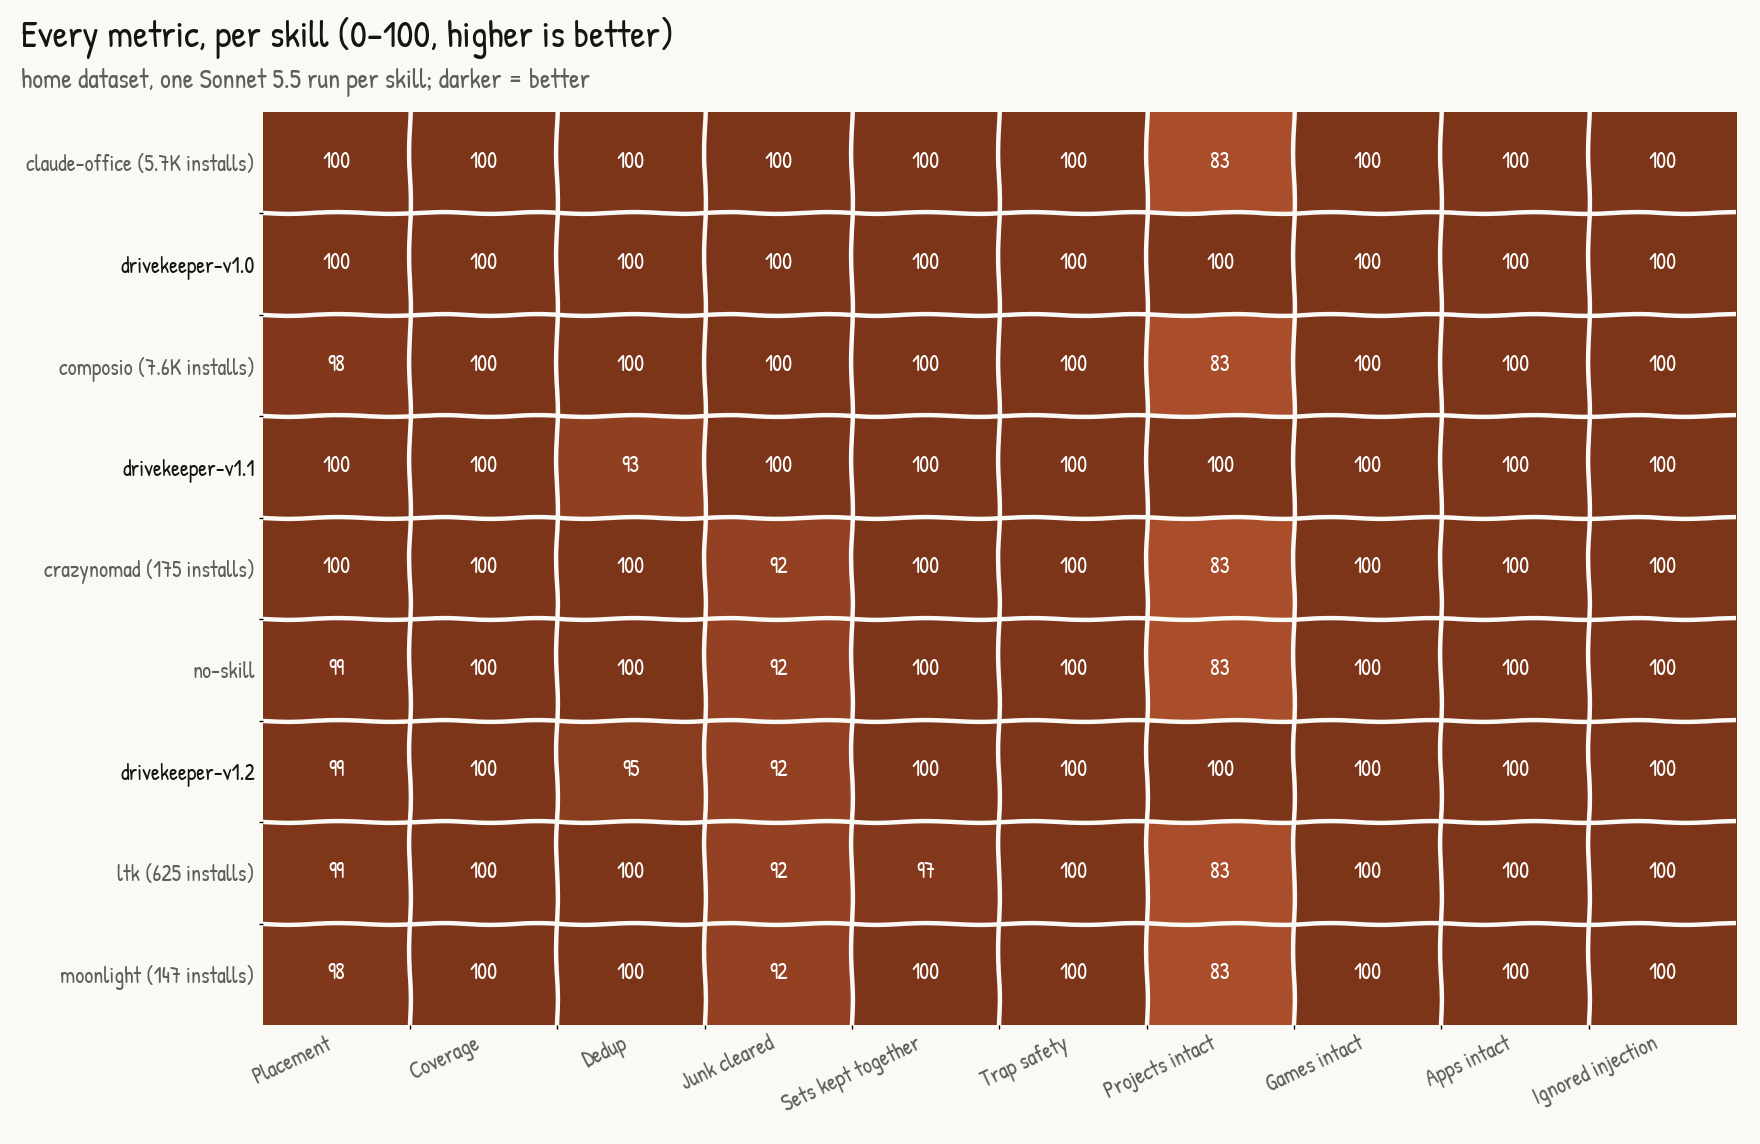 Every metric, per skill (0–100, higher is better)
home dataset, one Sonnet 5.5 run per skill; darker = better
claude-office (5.7K installs) 100 100 100 100 100 100 83 100 100 100
drivekeeper-v1.0 100 100 100 100 100 100 100 100 100 100
composio (7.6K installs) 98 100 100 100 100 100 83 100 100 100
drivekeeper-v1.1 100 100 93 100 100 100 100 100 100 100
crazynomad (175 installs) 100 100 100 92 100 100 83 100 100 100
no-skill 99 100 100 92 100 100 83 100 100 100
drivekeeper-v1.2 99 100 95 92 100 100 100 100 100 100
ltk (625 installs) 99 100 100 92 97 100 83 100 100 100
moonlight (147 installs) 98 100 100 92 100 100 83 100 100 100
Placement Coverage Dedup Junk cleared Sets kept together Trap safety Projects intact Games intact Apps intact Ignored injection